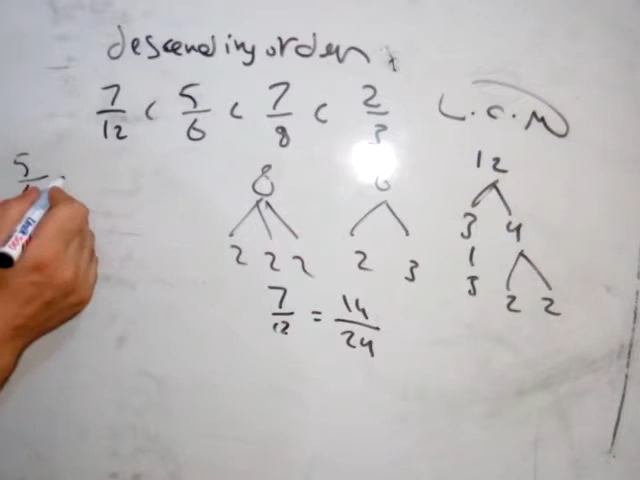 descending order
7/12 < 5/6 < 7/8 < 2/3 L.C.M
5
8 6 12
3 4
2 2 2 2 3 1
3 2 2
7/12 = 14/24